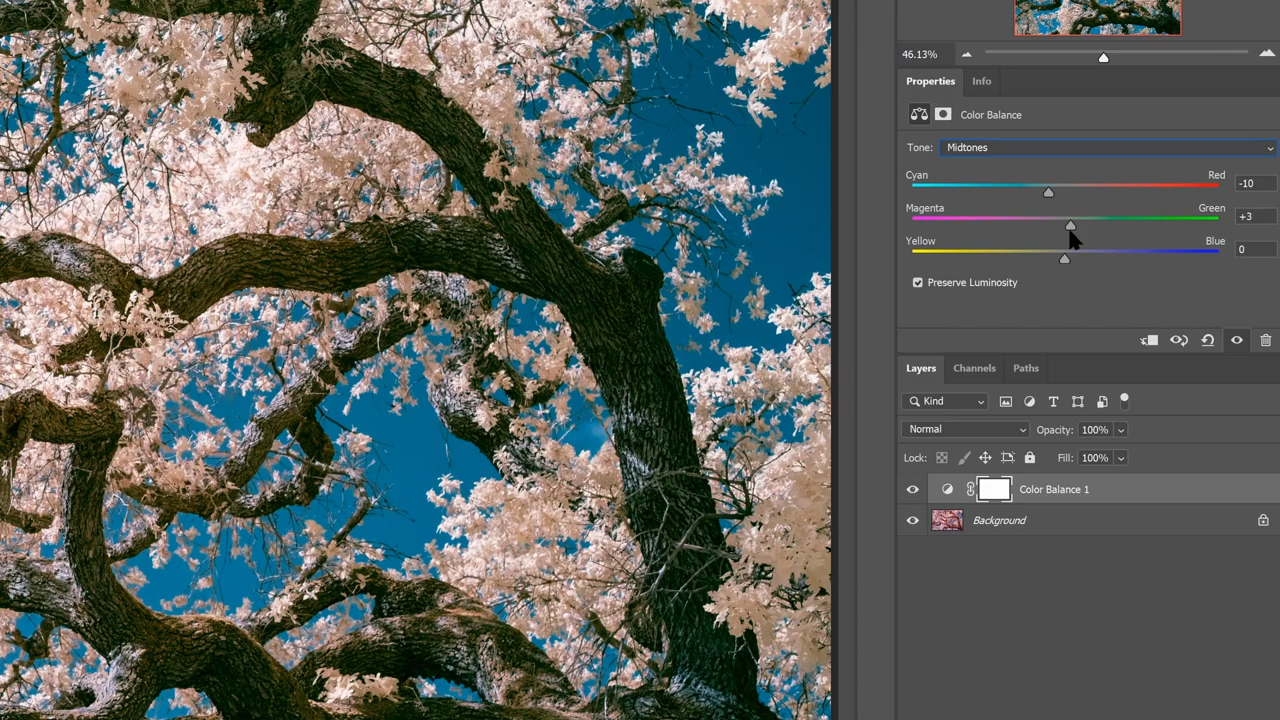 46.13%
Properties Info
Color Balance
Tone: Midtones
Cyan Red -10
Magenta Green +3
Yellow Blue 0
Preserve Luminosity
Layers Channels Paths
Kind
Normal Opacity: 100%
Lock: Fill: 100%
Color Balance 1
Background